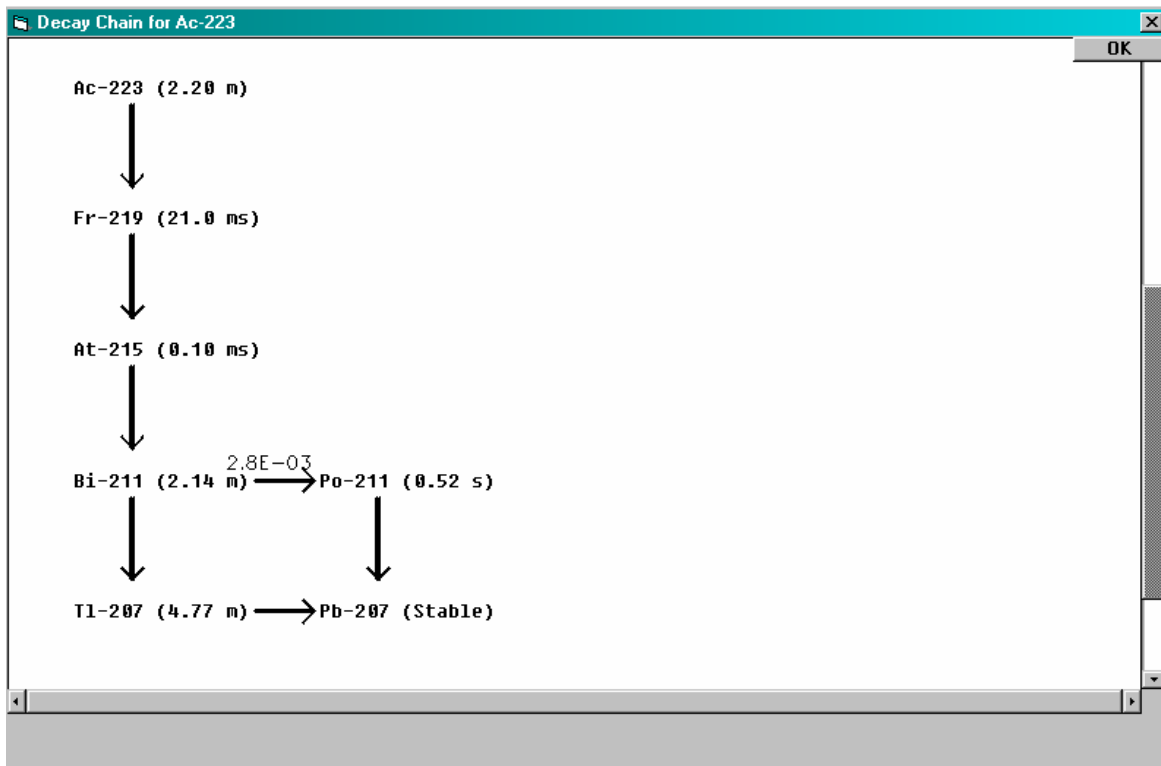 Decay Chain for Ac-223
OK
Ac-223 (2.20 m)
Fr-219 (21.0 ms)
At-215 (0.10 ms)
2.8E-03
Bi-211 (2.14 m) Po-211 (0.52 s)
Tl-207 (4.77 m) Pb-207 (Stable)